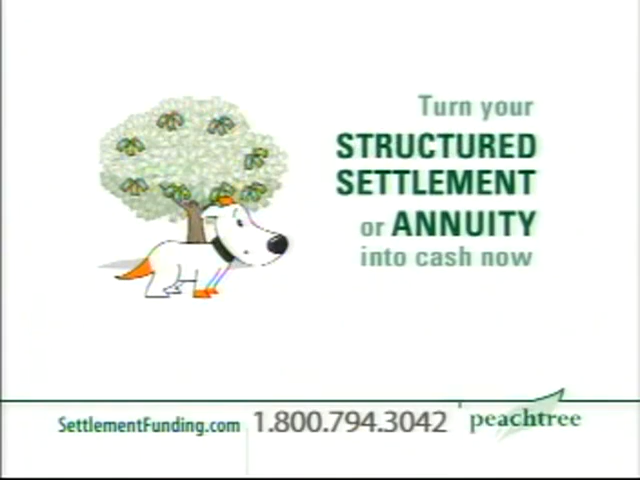 Turn your
STRUCTURED
SETTLEMENT
or ANNUITY
into cash now
SettlementFunding.com 1.800.794.3042 peachtree